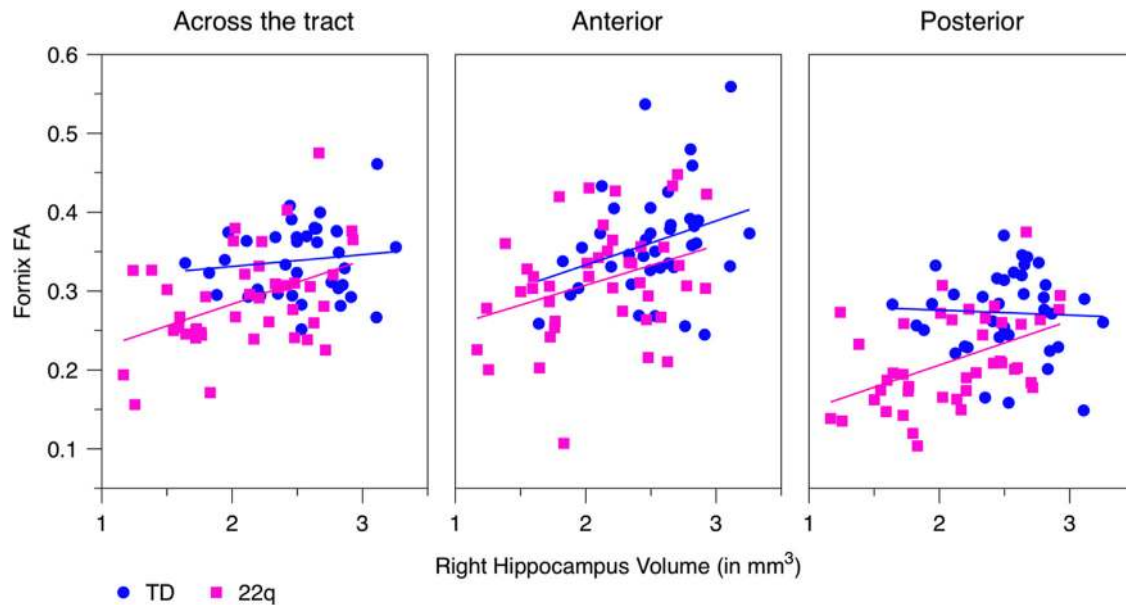 Across the tract Anterior Posterior
Fornix FA
0.6
0.5
0.4
0.3
0.2
0.1
1 2 3 1 2 3 1 2 3
Right Hippocampus Volume (in mm³)
TD 22q